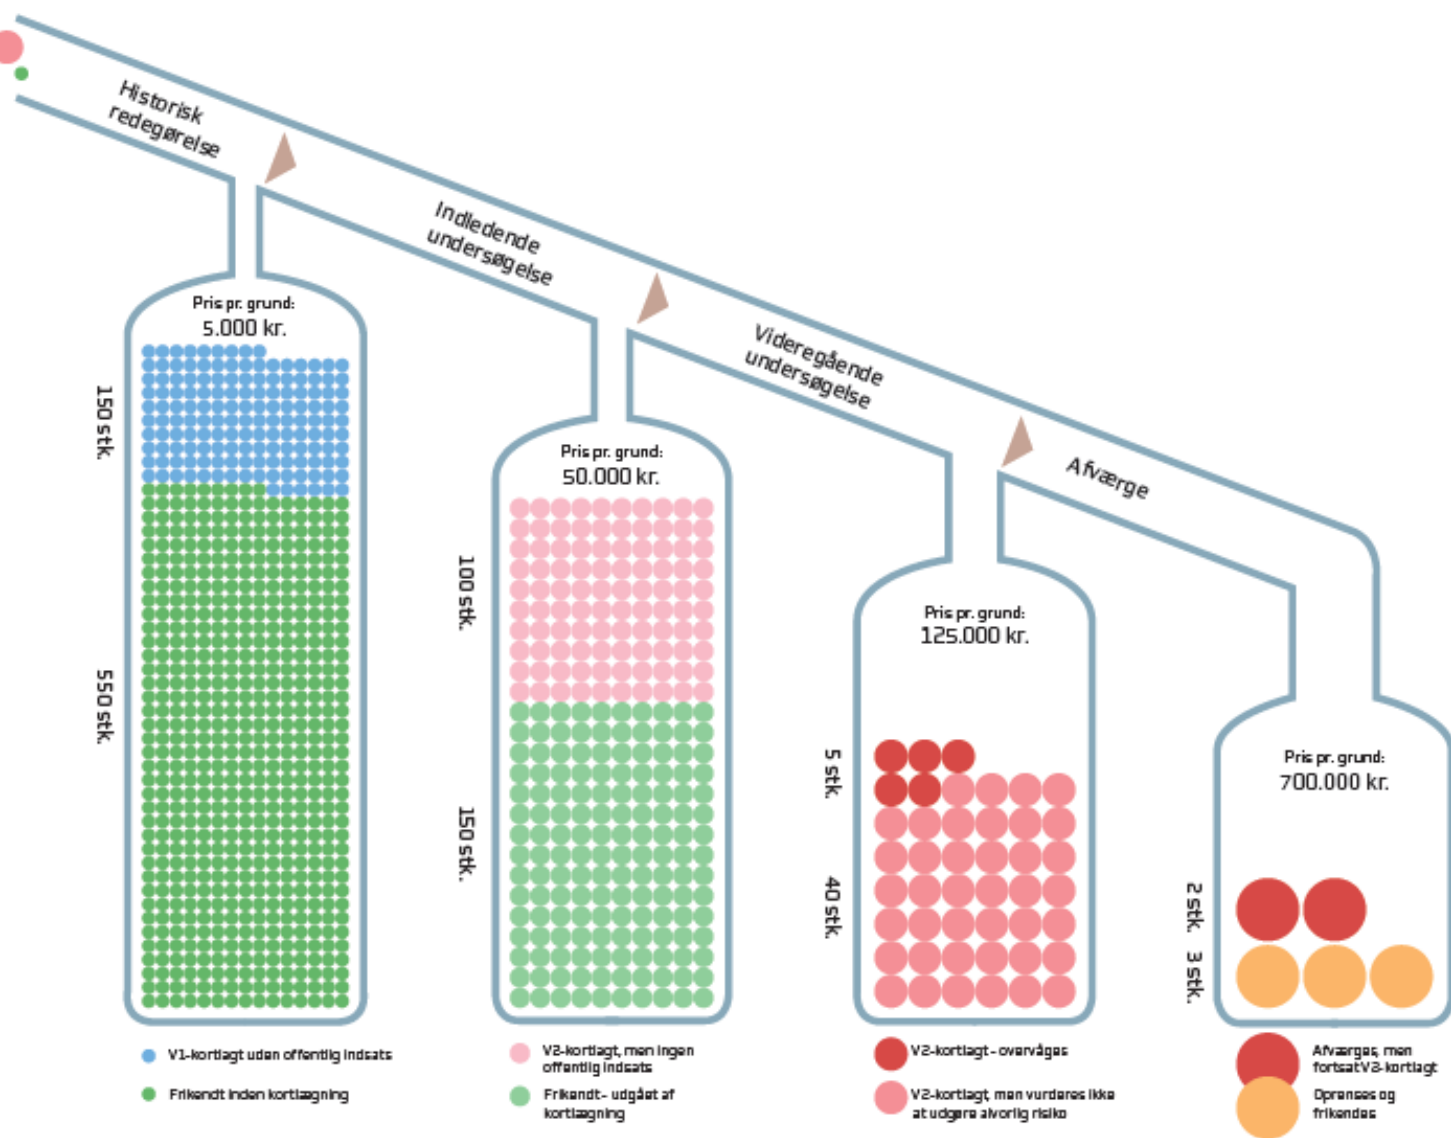 Historisk
redegørelse
Indledende
undersøgelse
Videregående
undersøgelse
Afværge
Pris pr. grund:
5.000 kr.
150 stk.
550 stk.
Pris pr. grund:
50.000 kr.
100 stk.
150 stk.
Pris pr. grund:
125.000 kr.
5 stk.
40 stk.
Pris pr. grund:
700.000 kr.
2 stk.
3 stk.
V1-kortlagt uden offentlig indsats
Frikendt inden kortlægning
V2-kortlagt, men ingen
offentlig indsats
Frikendt - udgået af
kortlægning
V2-kortlagt - overvåges
V2-kortlagt, men vurderes ikke
at udgøre alvorlig risiko
Afværges, men
fortsat V2-kortlagt
Oprenses og
frikendes